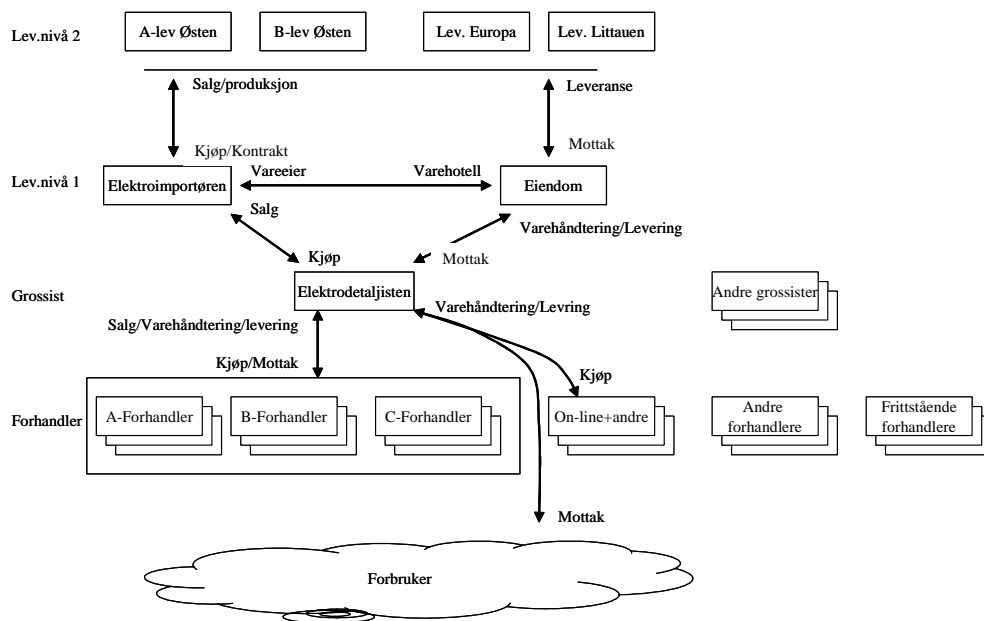 Lev.nivå 2
A-lev Østen
B-lev Østen
Lev. Europa
Lev. Littauen
Salg/produksjon
Leveranse
Kjøp/Kontrakt
Mottak
Lev.nivå 1
Elektroimportøren
Vareeier
Varehotell
Eiendom
Salg
Varehåndtering/Levering
Kjøp
Mottak
Grossist
Elektrodetaljisten
Varehåndtering/Levring
Andre grossister
Salg/Varehåndtering/levering
Kjøp/Mottak
Kjøp
Forhandler
A-Forhandler
B-Forhandler
C-Forhandler
On-line+andre
Andre
forhandlere
Frittstående
forhandlere
Mottak
Forbruker